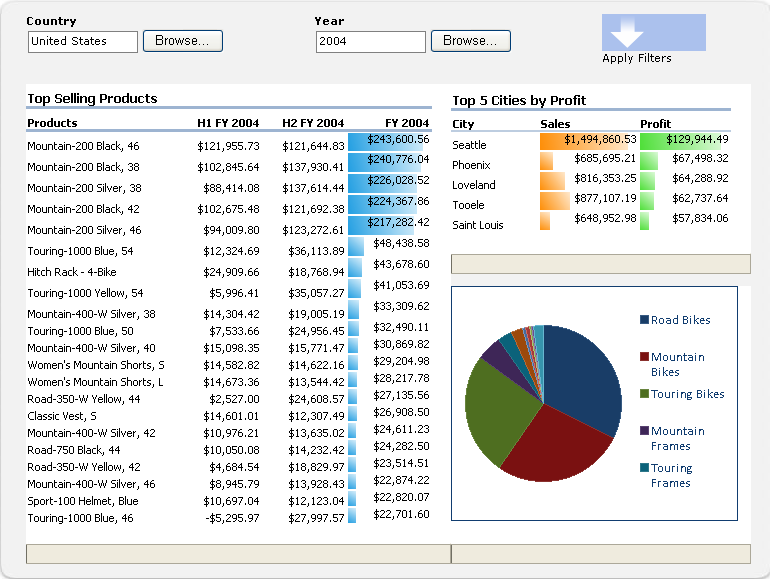 Country
Year
United States Browse...
2004 Browse...
Apply Filters
Top Selling Products
Products H1 FY 2004 H2 FY 2004 FY 2004
Mountain-200 Black, 46 $121,955.73 $121,644.83 $243,600.56
Mountain-200 Black, 38 $102,845.64 $137,930.41 $240,776.04
Mountain-200 Silver, 38 $88,414.08 $137,614.44 $226,028.52
Mountain-200 Black, 42 $102,675.48 $121,692.38 $224,367.86
Mountain-200 Silver, 46 $94,009.80 $123,272.61 $217,282.42
Touring-1000 Blue, 54 $12,324.69 $36,113.89 $48,438.58
Hitch Rack - 4-Bike $24,909.66 $18,768.94 $43,678.60
Touring-1000 Yellow, 54 $5,996.41 $35,057.27 $41,053.69
Mountain-400-W Silver, 38 $14,304.42 $19,005.19 $33,309.62
Touring-1000 Blue, 50 $7,533.66 $24,956.45 $32,490.11
Mountain-400-W Silver, 40 $15,098.35 $15,771.47 $30,869.82
Women's Mountain Shorts, S $14,582.82 $14,622.16 $29,204.98
Women's Mountain Shorts, L $14,673.36 $13,544.42 $28,217.78
Road-350-W Yellow, 44 $2,527.00 $24,608.57 $27,135.56
Classic Vest, S $14,601.01 $12,307.49 $26,908.50
Mountain-400-W Silver, 42 $10,976.21 $13,635.02 $24,611.23
Road-750 Black, 44 $10,050.08 $14,232.42 $24,282.50
Road-350-W Yellow, 42 $4,684.54 $18,829.97 $23,514.51
Mountain-400-W Silver, 46 $8,945.79 $13,928.43 $22,874.22
Sport-100 Helmet, Blue $10,697.04 $12,123.04 $22,820.07
Touring-1000 Blue, 46 -$5,295.97 $27,997.57 $22,701.60
Top 5 Cities by Profit
City Sales Profit
Seattle $1,494,860.53 $129,944.49
Phoenix $685,695.21 $67,498.32
Loveland $816,353.25 $64,288.92
Tooele $877,107.19 $62,737.64
Saint Louis $648,952.98 $57,834.06
Road Bikes
Mountain
Bikes
Touring Bikes
Mountain
Frames
Touring
Frames